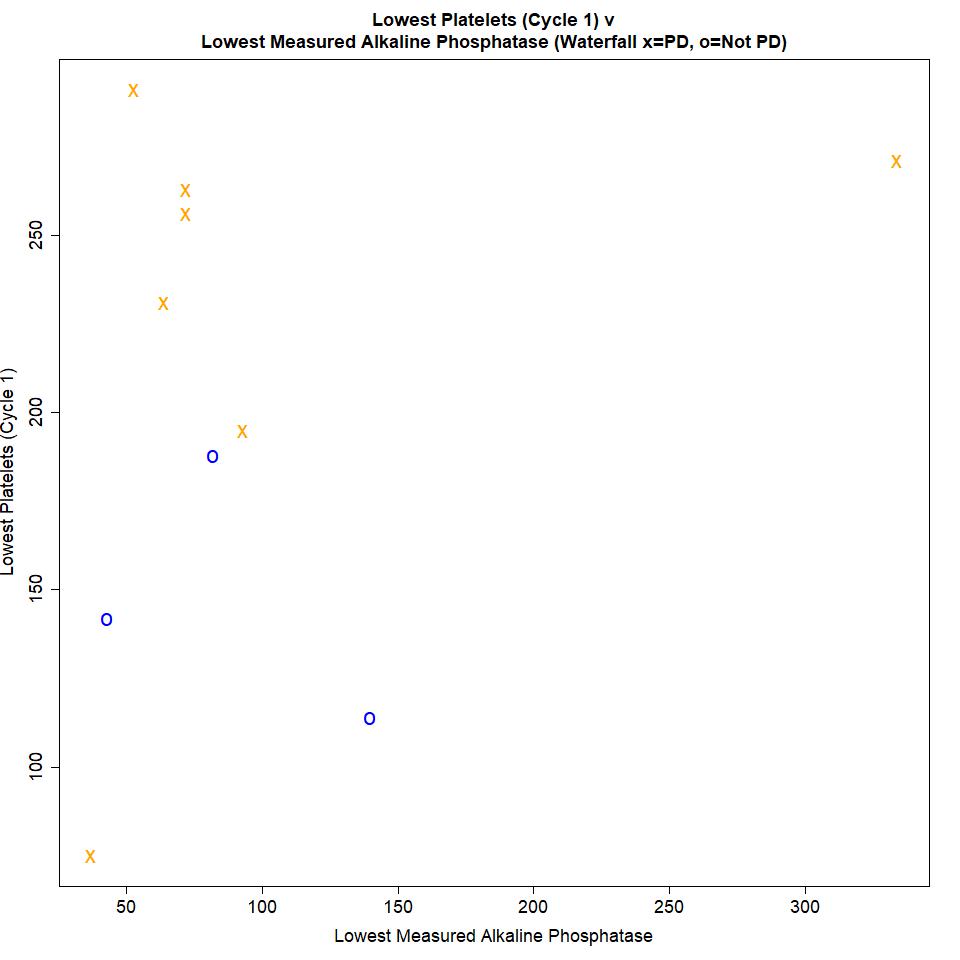 Lowest Platelets (Cycle 1) v
Lowest Measured Alkaline Phosphatase (Waterfall x=PD, o=Not PD)
Lowest Platelets (Cycle 1)
250
200
150
100
X
X
X
X
X
X
O
O
O
X
50
100
150
200
250
300
Lowest Measured Alkaline Phosphatase